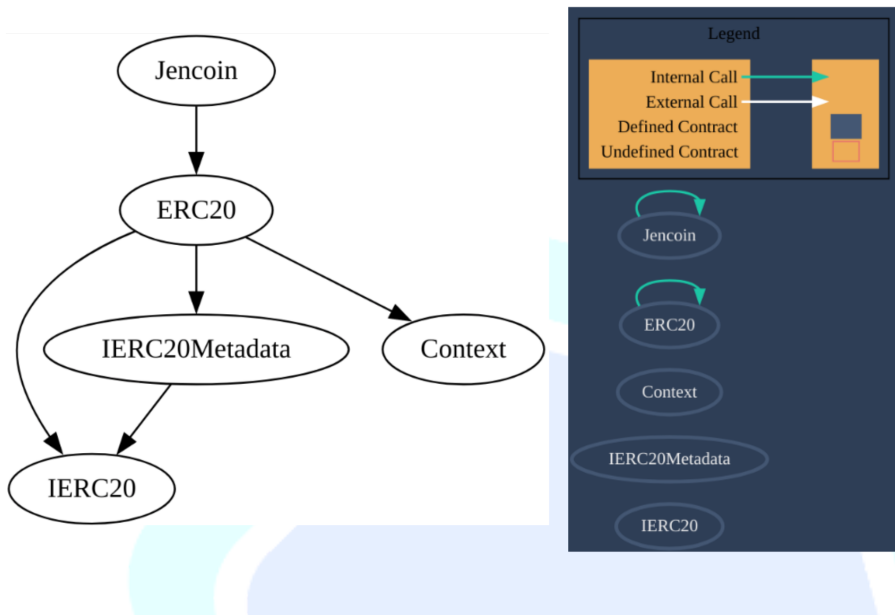 Jencoin
ERC20
IERC20Metadata
Context
IERC20
Legend
Internal Call
External Call
Defined Contract
Undefined Contract
Jencoin
ERC20
Context
IERC20Metadata
IERC20